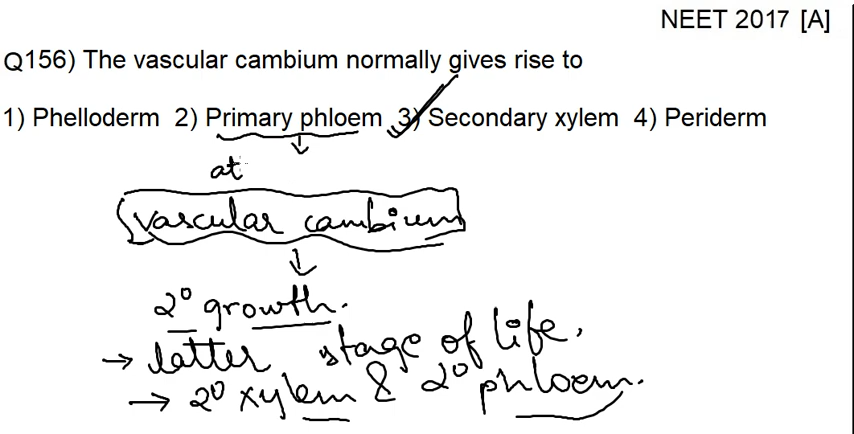 NEET 2017 [A]
Q156) The vascular cambium normally gives rise to
1) Phelloderm 2) Primary phloem 3) Secondary xylem 4) Periderm
at
vascular cambium
2° growth.
→ latter stage of life.
→ 2° xylem & 2° phloem.